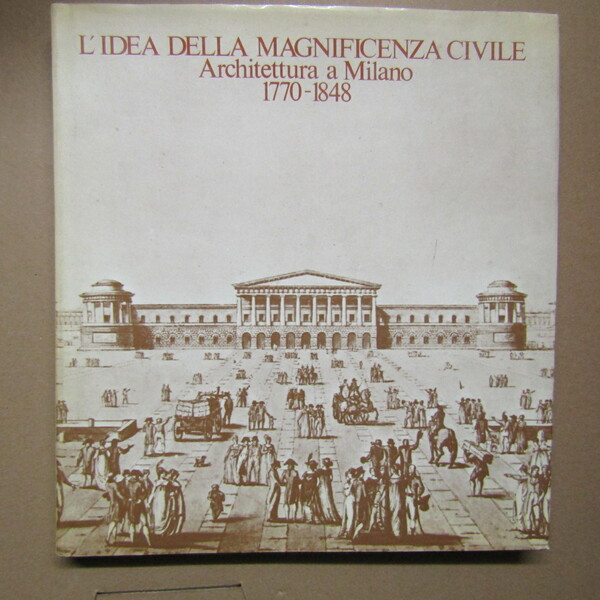 L'IDEA DELLA MAGNIFICENZA CIVILE
Architettura a Milano
1770-1848